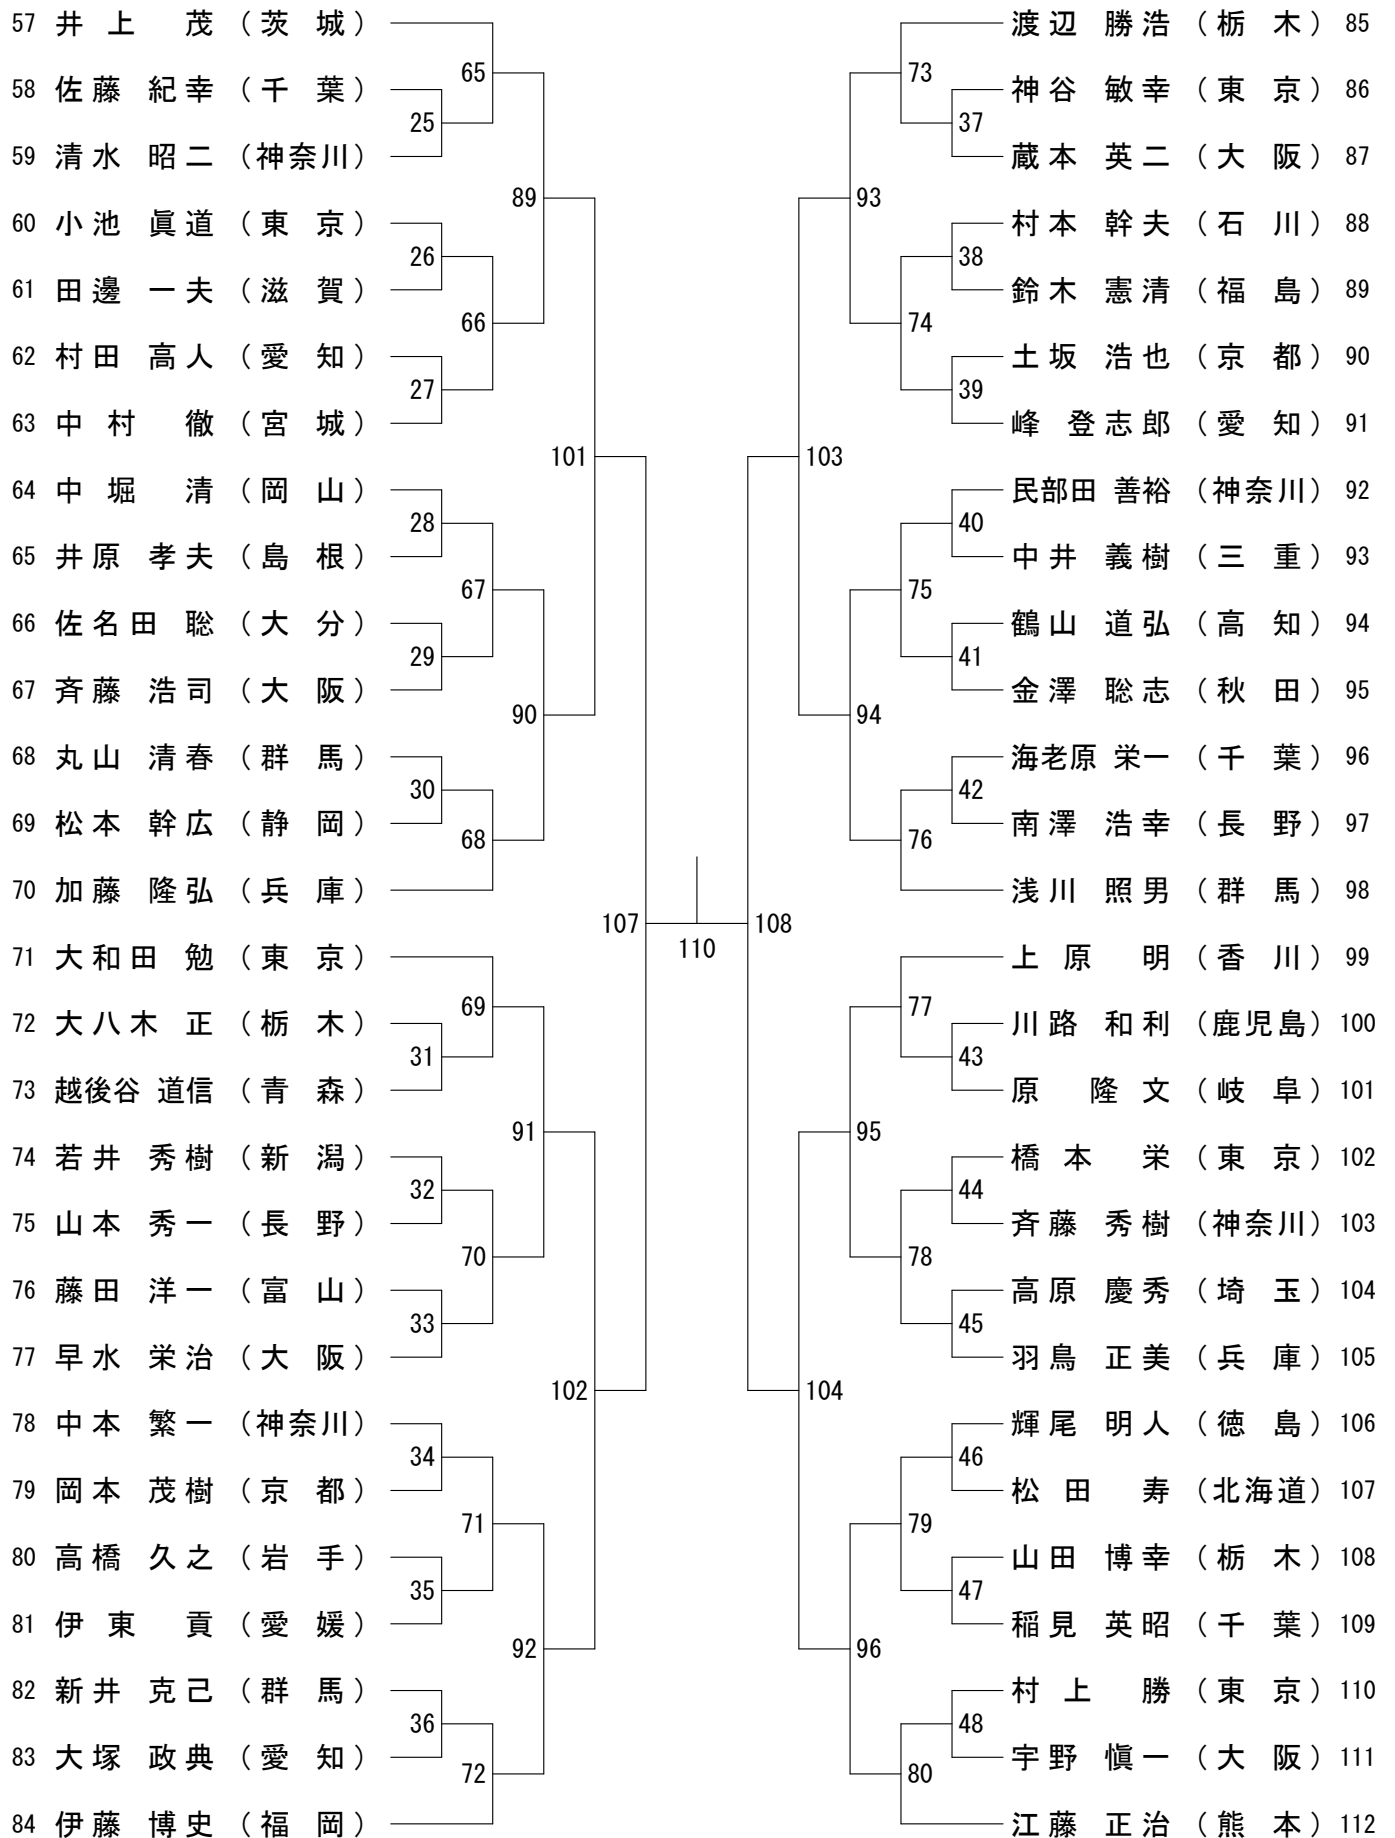 57 井上 茂 （茨城）
58 佐藤 紀幸 （千葉）
59 清水 昭二 （神奈川）
60 小池 眞道 （東京）
61 田邊 一夫 （滋賀）
62 村田 高人 （愛知）
63 中村 徹 （宮城）
64 中堀 清 （岡山）
65 井原 孝夫 （島根）
66 佐名田 聡 （大分）
67 斉藤 浩司 （大阪）
68 丸山 清春 （群馬）
69 松本 幹広 （静岡）
70 加藤 隆弘 （兵庫）
71 大和田 勉 （東京）
72 大八木 正 （栃木）
73 越後谷 道信 （青森）
74 若井 秀樹 （新潟）
75 山本 秀一 （長野）
76 藤田 洋一 （富山）
77 早水 栄治 （大阪）
78 中本 繁一 （神奈川）
79 岡本 茂樹 （京都）
80 高橋 久之 （岩手）
81 伊東 貢 （愛媛）
82 新井 克己 （群馬）
83 大塚 政典 （愛知）
84 伊藤 博史 （福岡）
25
26
27
28
29
30
31
32
33
34
35
36
65
66
67
68
69
70
71
72
89
90
91
92
101
102
107
110
108
103
104
93
94
95
96
73
74
75
76
77
78
79
80
37
38
39
40
41
42
43
44
45
46
47
48
渡辺 勝浩 （栃木） 85
神谷 敏幸 （東京） 86
蔵本 英二 （大阪） 87
村本 幹夫 （石川） 88
鈴木 憲清 （福島） 89
土坂 浩也 （京都） 90
峰 登志郎 （愛知） 91
民部田 善裕 （神奈川） 92
中井 義樹 （三重） 93
鶴山 道弘 （高知） 94
金澤 聡志 （秋田） 95
海老原 栄一 （千葉） 96
南澤 浩幸 （長野） 97
浅川 照男 （群馬） 98
上原 明 （香川） 99
川路 和利 （鹿児島） 100
原 隆文 （岐阜） 101
橋本 栄 （東京） 102
斉藤 秀樹 （神奈川） 103
高原 慶秀 （埼玉） 104
羽鳥 正美 （兵庫） 105
輝尾 明人 （徳島） 106
松田 寿 （北海道） 107
山田 博幸 （栃木） 108
稲見 英昭 （千葉） 109
村上 勝 （東京） 110
宇野 愼一 （大阪） 111
江藤 正治 （熊本） 112